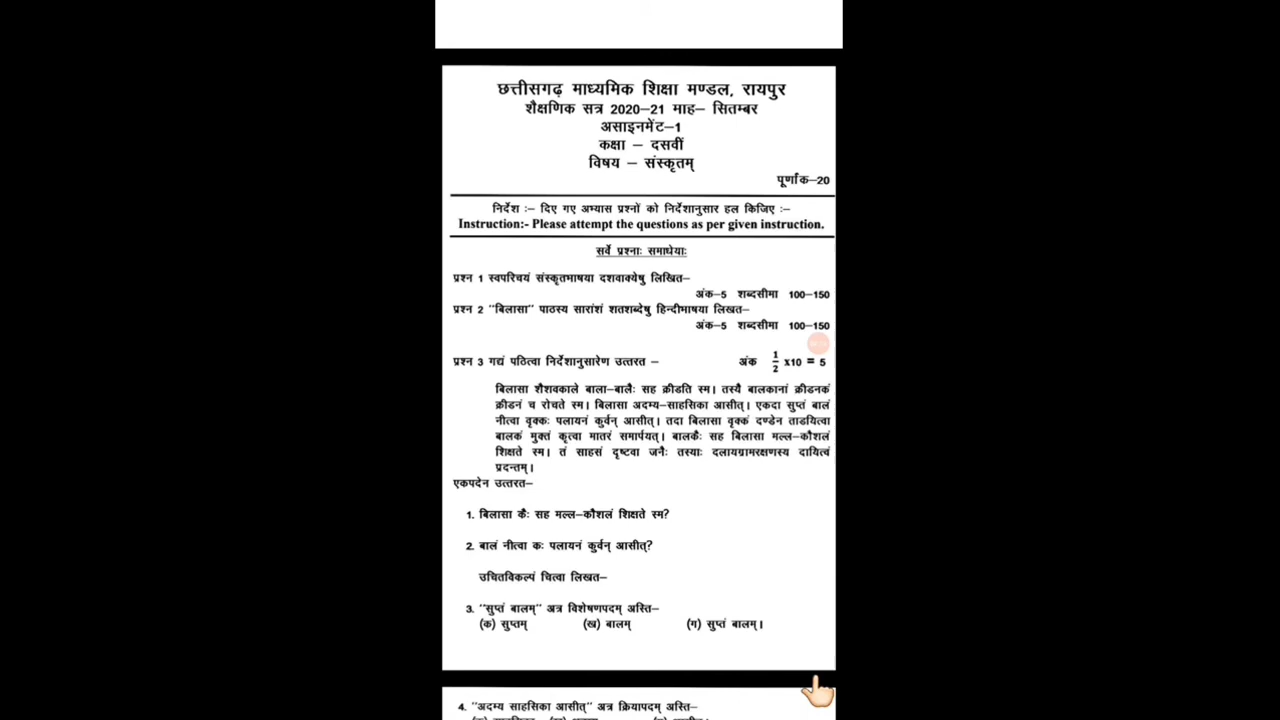 छत्तीसगढ़ माध्यमिक शिक्षा मण्डल, रायपुर
शैक्षणिक सत्र 2020–21 माह– सितम्बर
असाइनमेंट–1
कक्षा – दसवीं
विषय – संस्कृतम्
पूर्णांक–20
निर्देश :– दिए गए अभ्यास प्रश्नों को निर्देशानुसार हल किजिए :–
Instruction:- Please attempt the questions as per given instruction.
सर्वे प्रश्नाः समाधेयाः
प्रश्न 1 स्वपरिचयं संस्कृतभाषया दशवाक्येषु लिखित–
अंक–5 शब्दसीमा 100–150
प्रश्न 2 "बिलासा" पाठस्य सारांशं शतशब्देषु हिन्दीभाषया लिखत–
अंक–5 शब्दसीमा 100–150
प्रश्न 3 गद्यं पठित्वा निर्देशानुसारेण उत्तरत – अंक 1/2 x10 = 5
बिलासा शैशवकाले बाला–बालैः सह क्रीडति स्म। तस्यै बालकानां क्रीडनकं
क्रीडनं च रोचते स्म। बिलासा अदम्य–साहसिका आसीत्। एकदा सुप्तं बालं
नीत्वा वृकः पलायनं कुर्वन् आसीत्। तदा बिलासा वृकं दण्डेन ताडयित्वा
बालकं मुक्तं कृत्वा मातरं समार्पयत्। बालकैः सह बिलासा मल्ल–कौशलं
शिक्षते स्म। तं साहसं दृष्टवा जनैः तस्याः दलायग्रामरक्षणस्य दायित्वं
प्रदन्तम्।
एकपदेन उत्तरत–
1. बिलासा कैः सह मल्ल–कौशलं शिक्षते स्म?
2. बालं नीत्वा कः पलायनं कुर्वन् आसीत्?
उचितविकल्पं चित्वा लिखत–
3. "सुप्तं बालम्" अत्र विशेषणपदम् अस्ति–
(क) सुप्तम् (ख) बालम् (ग) सुप्तं बालम्।
4. "अदम्य साहसिका आसीत्" अत्र क्रियापदम् अस्ति–